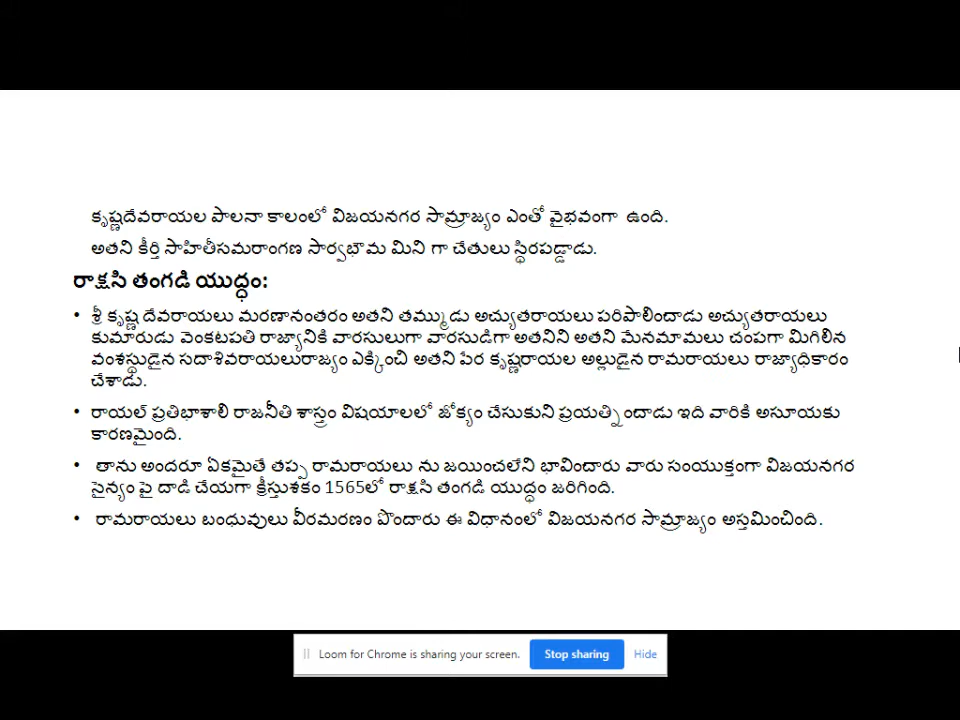 కృష్ణదేవరాయల పాలనా కాలంలో విజయనగర సామ్రాజ్యం ఎంతో వైభవంగా ఉంది.
అతని కీర్తి సాహితీసమరాంగణ సార్వభౌమ మిని గా చేతులు స్థిరపడ్డాడు.
రాక్షసి తంగడి యుద్ధం:
• శ్రీ కృష్ణ దేవరాయలు మరణానంతరం అతని తమ్ముడు అచ్యుతరాయలు పరిపాలించాడు అచ్యుతరాయలు
కుమారుడు వెంకటపతి రాజ్యానికి వారసులుగా వారసుడిగా అతనిని అతని మేనమామలు చంపగా మిగిలిన
వంశస్థుడైన సదాశివరాయలురాజ్యం ఎక్కించి అతని పేర కృష్ణరాయల అల్లుడైన రామరాయలు రాజ్యాధికారం
చేశాడు.
• రాయల్ ప్రతిభాశాలి రాజనీతి శాస్త్రం విషయాలలో జోక్యం చేసుకుని ప్రయత్నించాడు ఇది వారికి అసూయకు
కారణమైంది.
• తాను అందరూ ఏకమైతే తప్ప రామరాయలు ను జయించలేని భావించారు వారు సంయుక్తంగా విజయనగర
సైన్యం పై దాడి చేయగా క్రీస్తుశకం 1565లో రాక్షసి తంగడి యుద్ధం జరిగింది.
• రామరాయలు బంధువులు వీరమరణం పొందారు ఈ విధానంలో విజయనగర సామ్రాజ్యం అస్తమించింది.
Loom for Chrome is sharing your screen. Stop sharing Hide